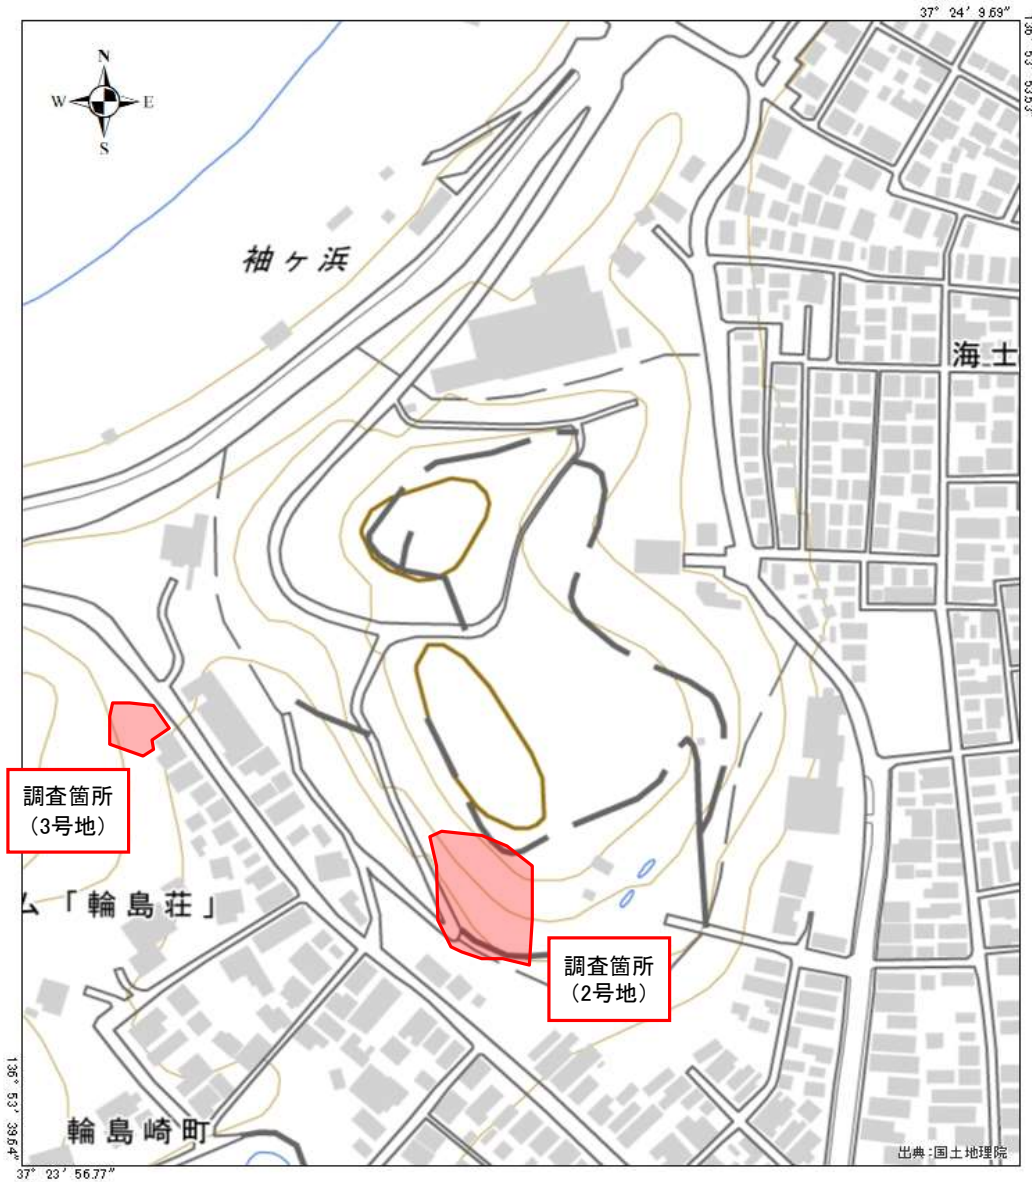 37° 24′ 9.69″
N
W E
S
袖ヶ浜
海士
調査箇所
（3号地）
ム「輪島荘」
調査箇所
（2号地）
136° 53′ 39.64″
輪島崎町
出典：国土地理院
37° 23′ 56.77″